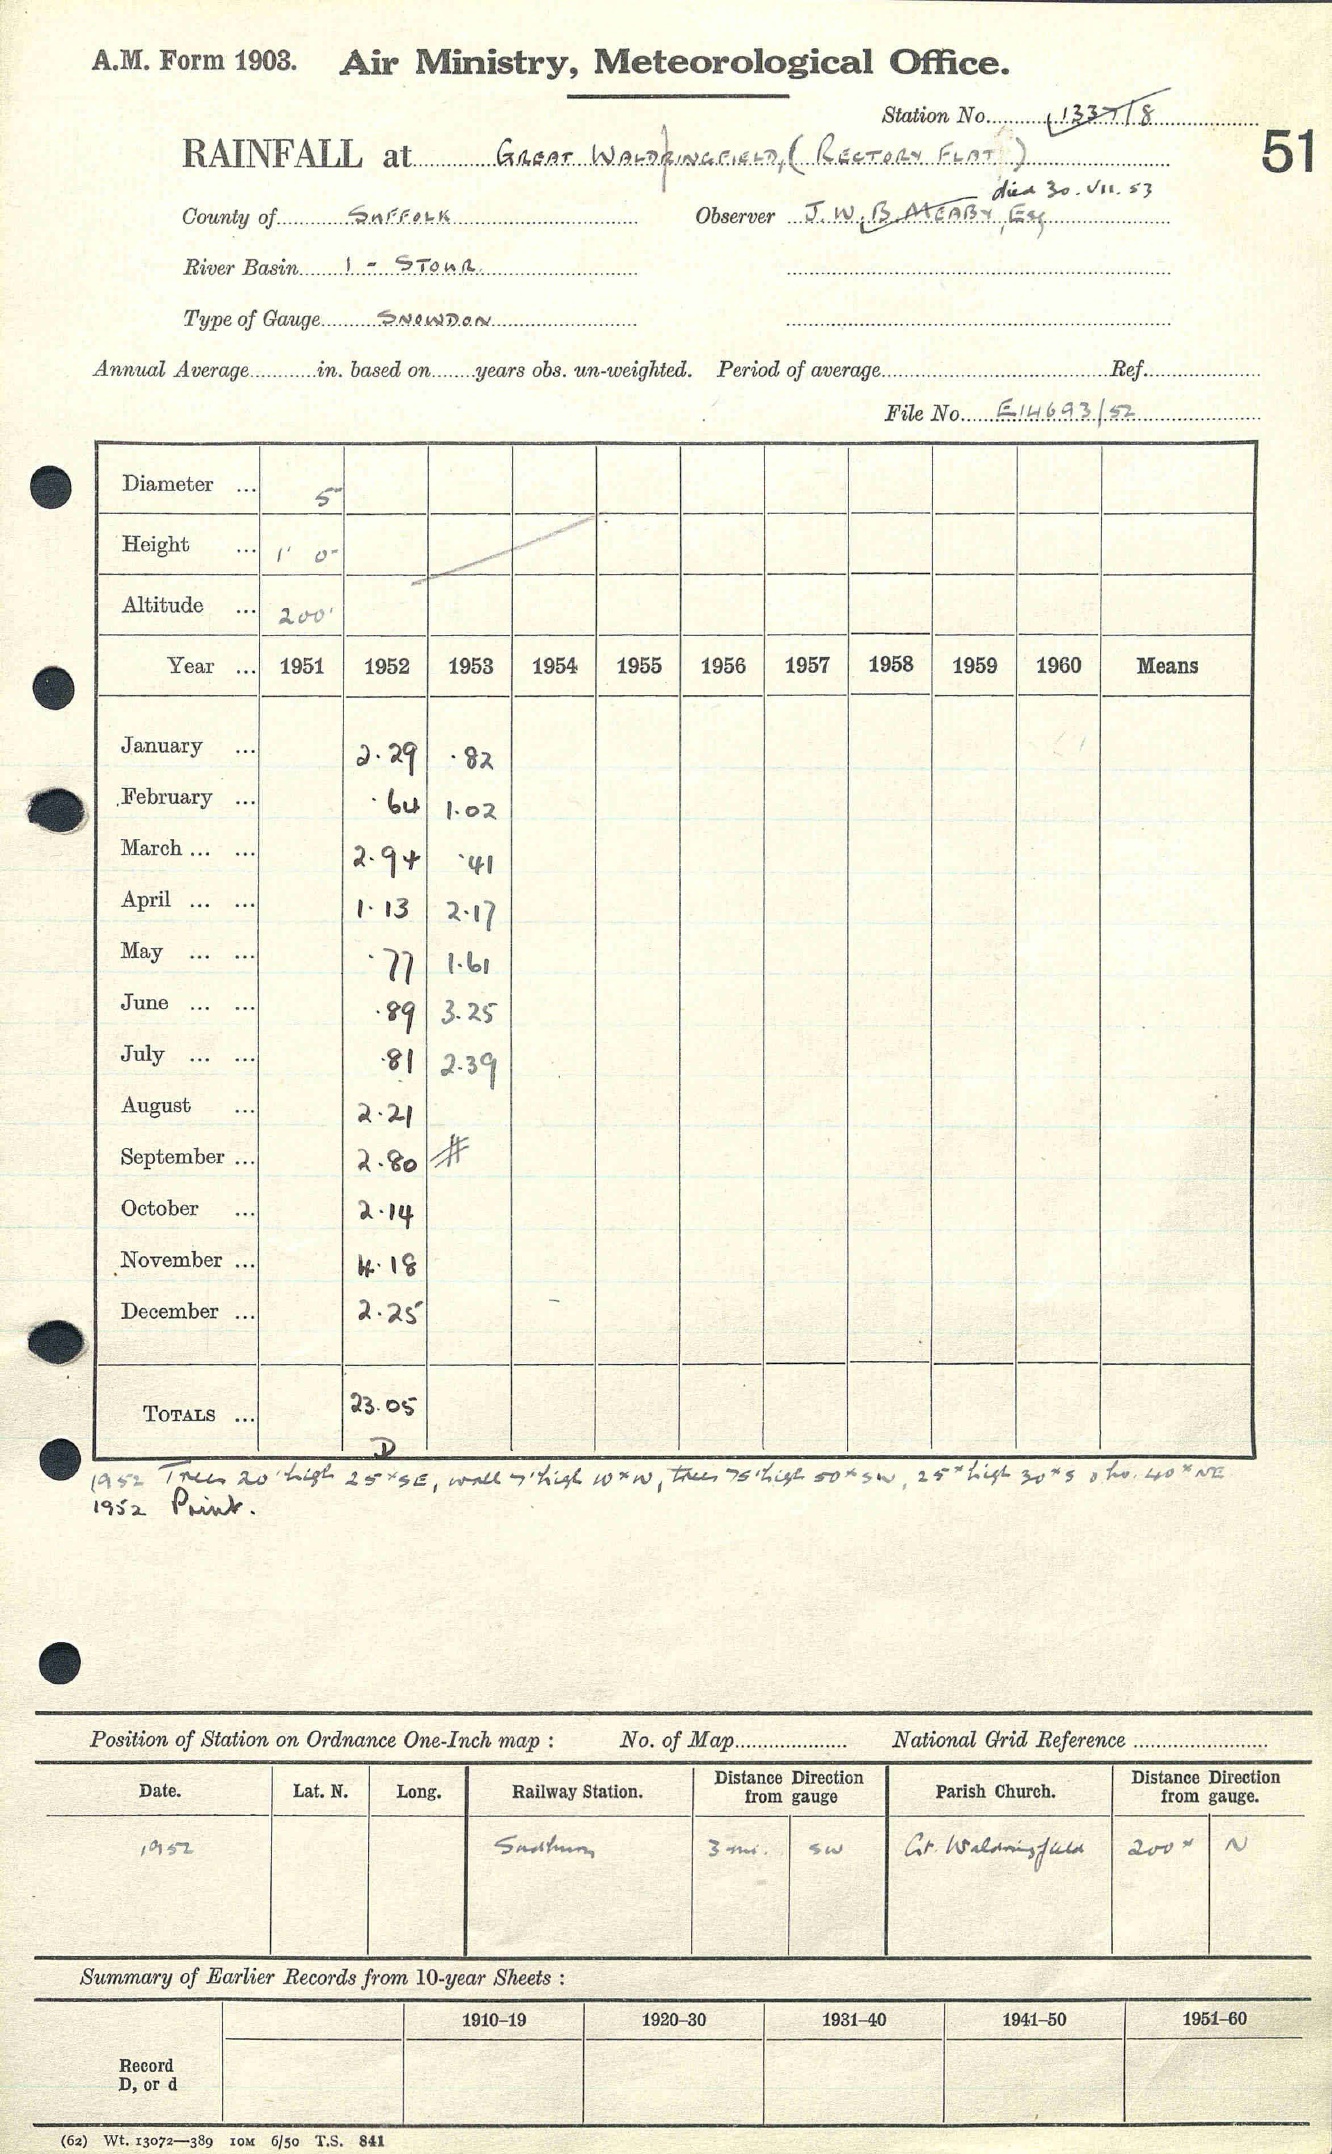 A.M. Form 1903. Air Ministry, Meteorological Office.
Station No. 1337/8
51
RAINFALL at GREAT WALDRINGFIELD, (RECTORY FLAT)
died 30.VII.53
County of SUFFOLK Observer J. W. B. MEABY, Esq
River Basin 1 - STOUR
Type of Gauge SNOWDON
Annual Average in. based on years obs. un-weighted. Period of average Ref.
File No. E14693/52
Diameter ... 5"
Height ... 1' 0"
Altitude ... 200'
Year ... 1951 1952 1953 1954 1955 1956 1957 1958 1959 1960 Means
January ... 2.29 .82
February ... .64 1.02
March ... ... 2.94 .41
April ... ... 1.13 2.17
May ... ... .77 1.61
June ... ... .89 3.25
July ... ... .81 2.39
August ... 2.21
September ... 2.80 #
October ... 2.14
November ... 4.18
December ... 2.25 -
TOTALS ... 23.05
D
1952 Trees 20' high 25x SE, wall 7' high 10x W, trees 75' high 50x SW, 25x high 30x S & ho. 40x NE
1952 Print.
Position of Station on Ordnance One-Inch map : No. of Map National Grid Reference
Date. Lat. N. Long. Railway Station. Distance Direction from gauge Parish Church. Distance Direction from gauge.
1952 Sudbury 3 mi. SW Gt. Waldringfield 200x N
Summary of Earlier Records from 10-year Sheets :
1910–19 1920–30 1931–40 1941–50 1951–60
Record
D, or d
(62) Wt. 13072—389 10M 6/50 T.S. 841